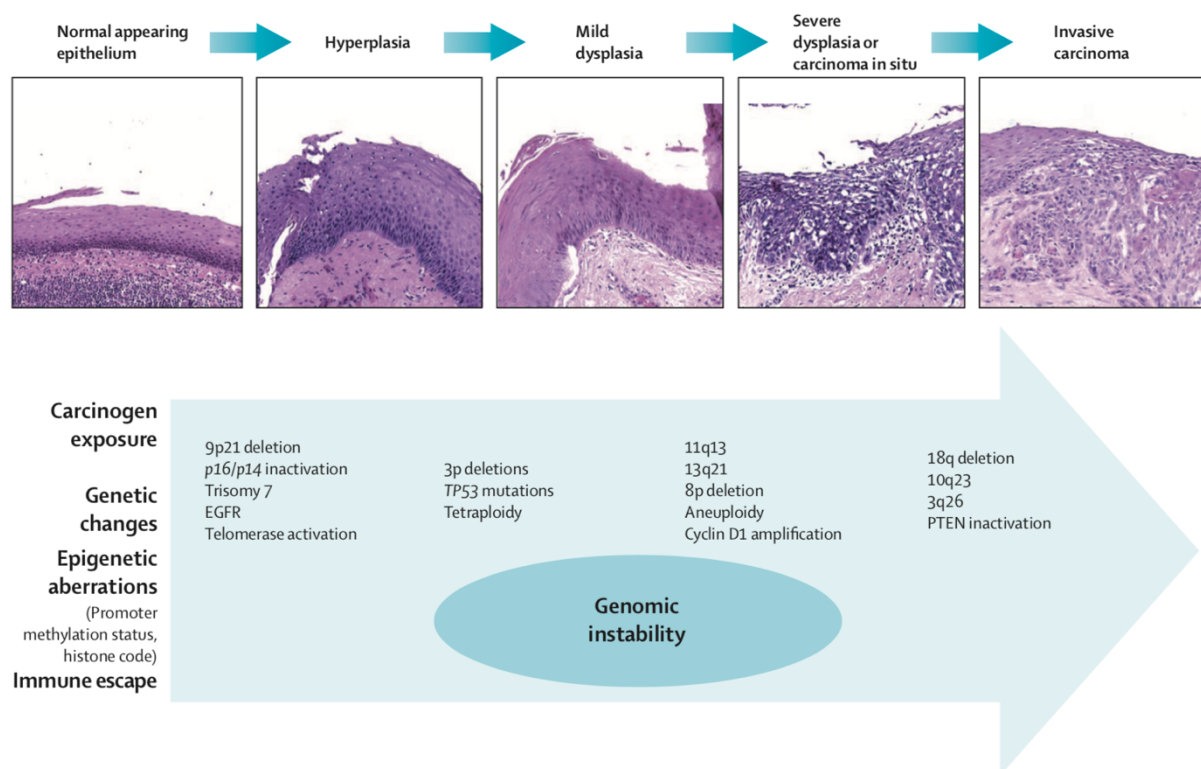 Normal appearing
epithelium
Hyperplasia
Mild
dysplasia
Severe
dysplasia or
carcinoma in situ
Invasive
carcinoma
Carcinogen
exposure
Genetic
changes
Epigenetic
aberrations
(Promoter
methylation status,
histone code)
Immune escape
9p21 deletion
p16/p14 inactivation
Trisomy 7
EGFR
Telomerase activation
3p deletions
TP53 mutations
Tetraploidy
11q13
13q21
8p deletion
Aneuploidy
Cyclin D1 amplification
18q deletion
10q23
3q26
PTEN inactivation
Genomic
instability